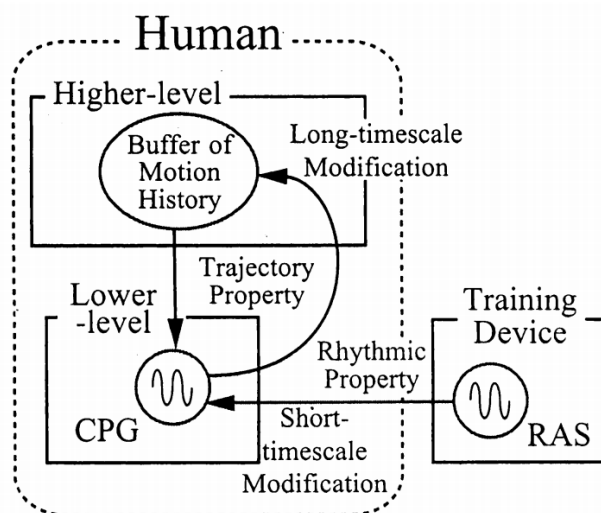 Human
Higher-level
Buffer of
Motion
History
Long-timescale
Modification
Trajectory
Property
Lower
-level
CPG
Rhythmic
Property
Short-
timescale
Modification
Training
Device
RAS